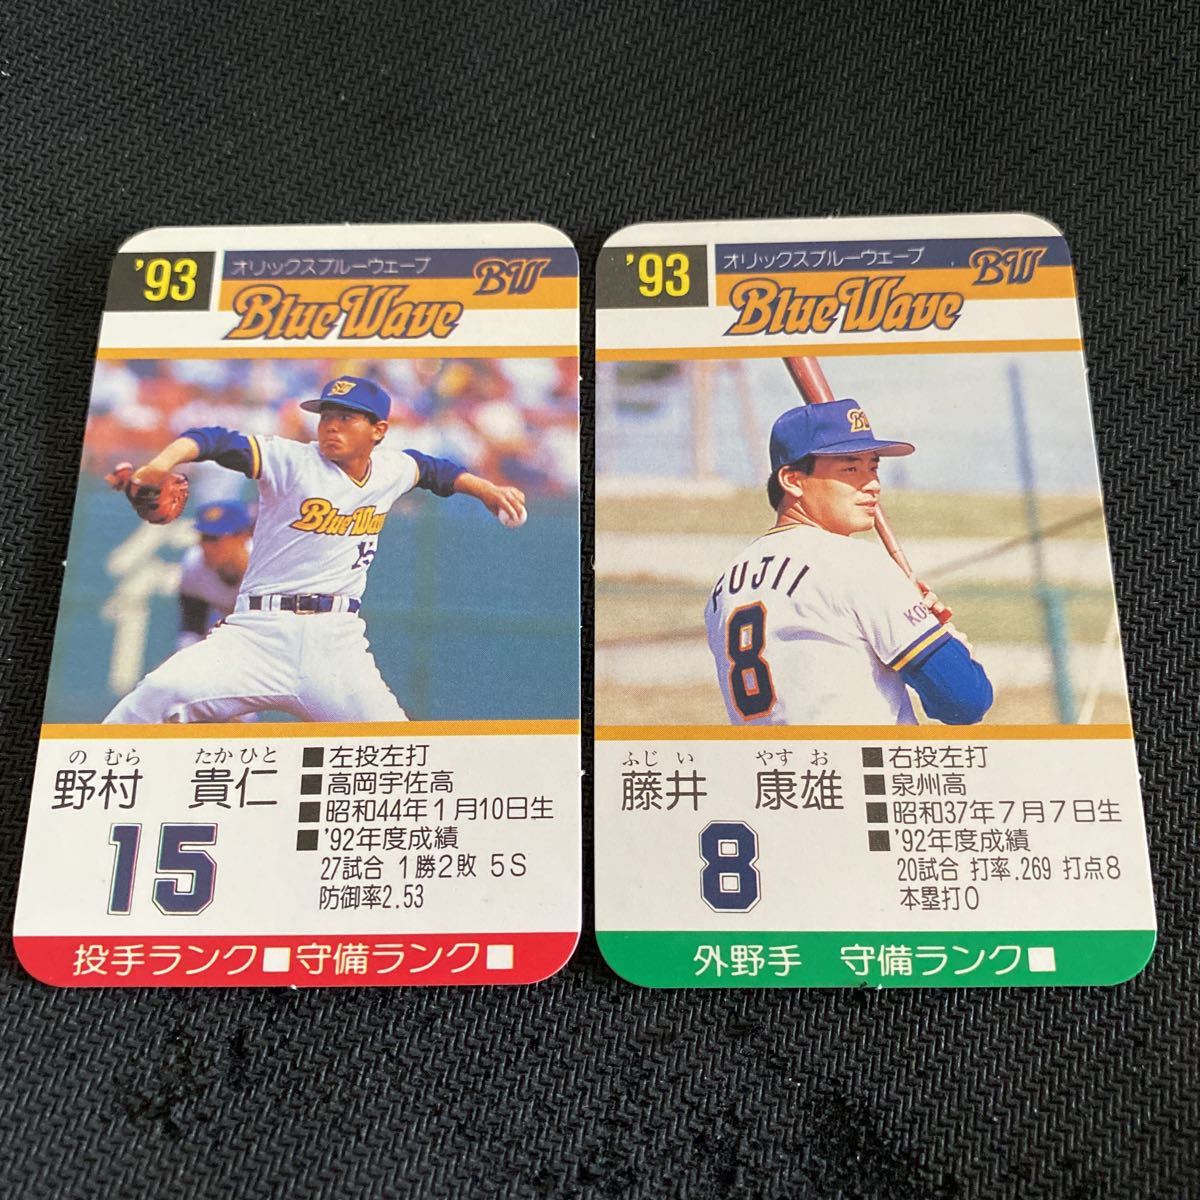 '93
オリックスブルーウェーブ
BW
Blue Wave
Blue Wave
15
のむら たかひと
野村 貴仁
15
■左投左打
■高岡宇佐高
■昭和44年1月10日生
■'92年度成績
27試合 1勝2敗 5S
防御率2.53
投手ランク■守備ランク■
'93
オリックスブルーウェーブ
BW
Blue Wave
BW
FUJII
8
ふじい やすお
藤井 康雄
8
■右投左打
■泉州高
■昭和37年7月7日生
■'92年度成績
20試合 打率.269 打点8
本塁打0
外野手 守備ランク■